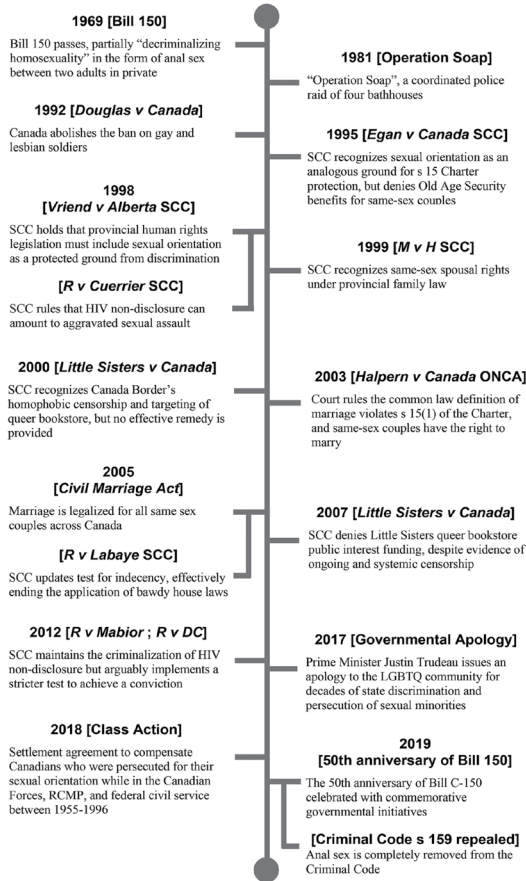 1969 [Bill 150]
Bill 150 passes, partially “decriminalizing
homosexuality” in the form of anal sex
between two adults in private
1981 [Operation Soap]
“Operation Soap”, a coordinated police
raid of four bathhouses
1992 [Douglas v Canada]
Canada abolishes the ban on gay and
lesbian soldiers
1995 [Egan v Canada SCC]
SCC recognizes sexual orientation as an
analogous ground for s 15 Charter
protection, but denies Old Age Security
benefits for same-sex couples
1998
[Vriend v Alberta SCC]
SCC holds that provincial human rights
legislation must include sexual orientation
as a protected ground from discrimination
[R v Cuerrier SCC]
SCC rules that HIV non-disclosure can
amount to aggravated sexual assault
1999 [M v H SCC]
SCC recognizes same-sex spousal rights
under provincial family law
2000 [Little Sisters v Canada]
SCC recognizes Canada Border’s
homophobic censorship and targeting of
queer bookstore, but no effective remedy is
provided
2003 [Halpern v Canada ONCA]
Court rules the common law definition of
marriage violates s 15(1) of the Charter,
and same-sex couples have the right to
marry
2005
[Civil Marriage Act]
Marriage is legalized for all same sex
couples across Canada
[R v Labaye SCC]
SCC updates test for indecency, effectively
ending the application of bawdy house laws
2007 [Little Sisters v Canada]
SCC denies Little Sisters queer bookstore
public interest funding, despite evidence of
ongoing and systemic censorship
2012 [R v Mabior ; R v DC]
SCC maintains the criminalization of HIV
non-disclosure but arguably implements a
stricter test to achieve a conviction
2017 [Governmental Apology]
Prime Minister Justin Trudeau issues an
apology to the LGBTQ community for
decades of state discrimination and
persecution of sexual minorities
2018 [Class Action]
Settlement agreement to compensate
Canadians who were persecuted for their
sexual orientation while in the Canadian
Forces, RCMP, and federal civil service
between 1955-1996
2019
[50th anniversary of Bill 150]
The 50th anniversary of Bill C-150
celebrated with commemorative
governmental initiatives
[Criminal Code s 159 repealed]
Anal sex is completely removed from the
Criminal Code